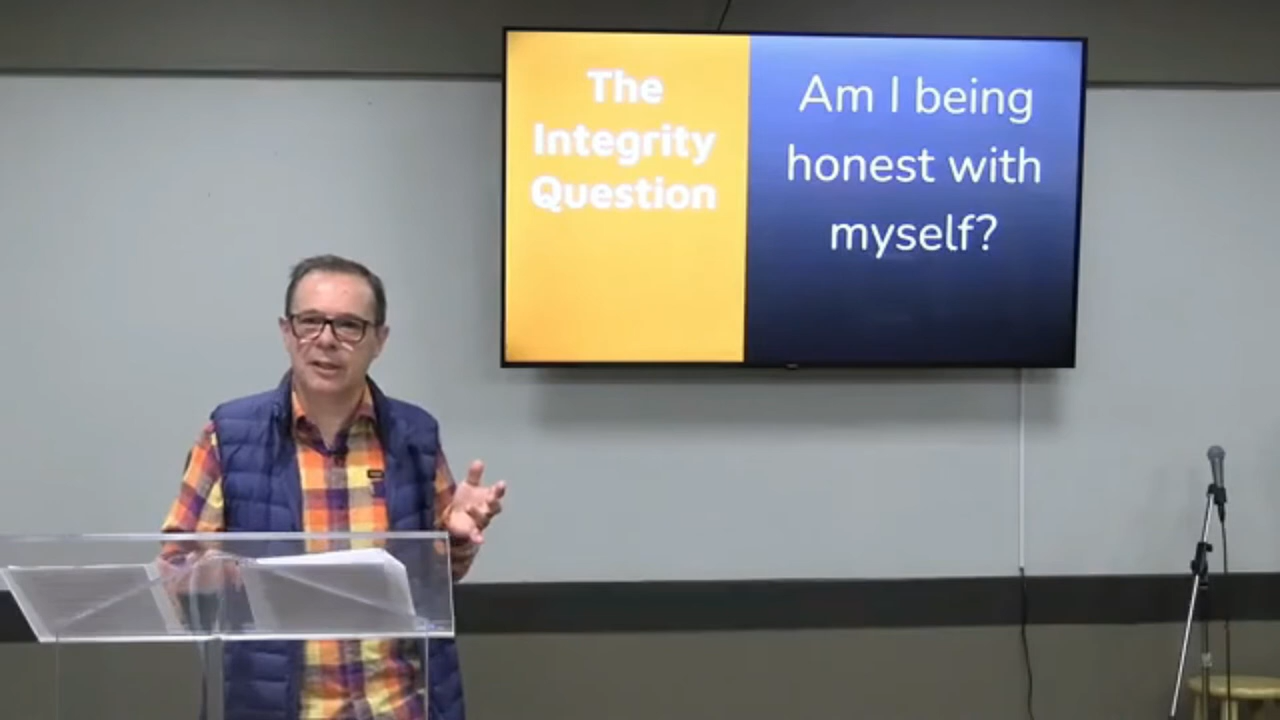 The
Integrity
Question
Am I being
honest with
myself?